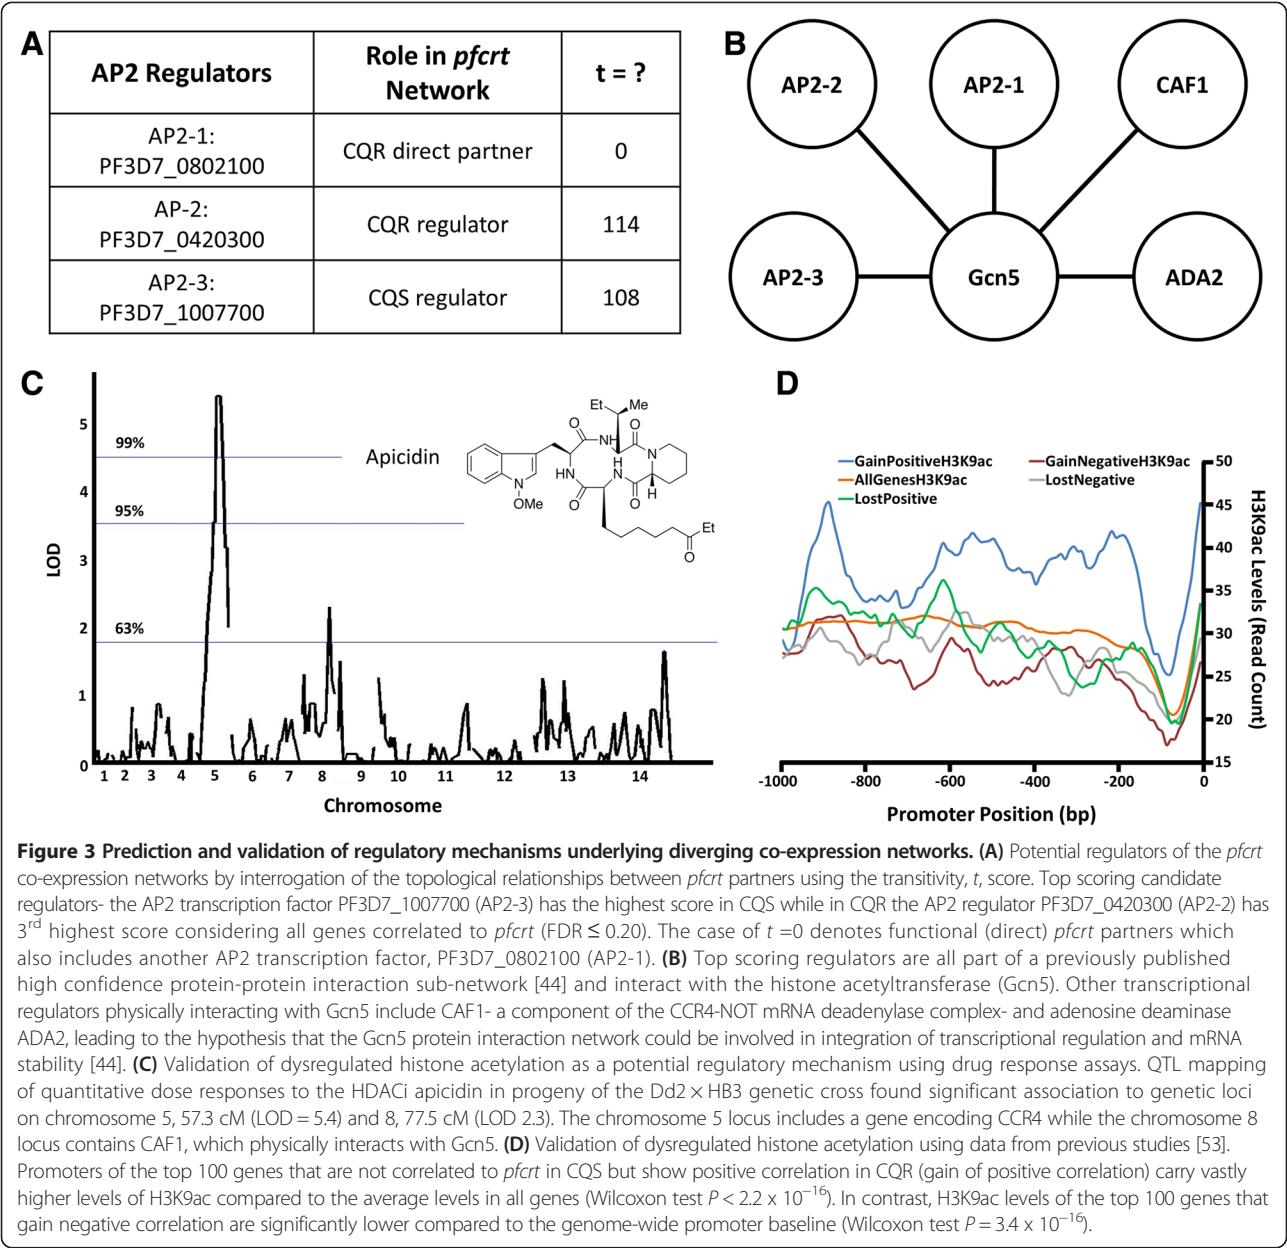 A
AP2 Regulators
Role in pfcrt
Network
t = ?
AP2-1:
PF3D7_0802100
CQR direct partner
0
AP-2:
PF3D7_0420300
CQR regulator
114
AP2-3:
PF3D7_1007700
CQS regulator
108
B
AP2-2
AP2-1
CAF1
AP2-3
Gcn5
ADA2
C
5
4
3
2
1
0
LOD
99%
95%
63%
Apicidin
Et
Me
O
NH
O
N
H
N
HN
O
O
H
N
OMe
Et
O
1 2 3 4 5 6 7 8 9 10 11 12 13 14
Chromosome
D
GainPositiveH3K9ac
GainNegativeH3K9ac
AllGenesH3K9ac
LostNegative
LostPositive
50
45
40
35
30
25
20
15
H3K9ac Levels (Read Count)
-1000 -800 -600 -400 -200 0
Promoter Position (bp)
Figure 3 Prediction and validation of regulatory mechanisms underlying diverging co-expression networks. (A) Potential regulators of the pfcrt
co-expression networks by interrogation of the topological relationships between pfcrt partners using the transitivity, t, score. Top scoring candidate
regulators- the AP2 transcription factor PF3D7_1007700 (AP2-3) has the highest score in CQS while in CQR the AP2 regulator PF3D7_0420300 (AP2-2) has
3rd highest score considering all genes correlated to pfcrt (FDR ≤ 0.20). The case of t =0 denotes functional (direct) pfcrt partners which
also includes another AP2 transcription factor, PF3D7_0802100 (AP2-1). (B) Top scoring regulators are all part of a previously published
high confidence protein-protein interaction sub-network [44] and interact with the histone acetyltransferase (Gcn5). Other transcriptional
regulators physically interacting with Gcn5 include CAF1- a component of the CCR4-NOT mRNA deadenylase complex- and adenosine deaminase
ADA2, leading to the hypothesis that the Gcn5 protein interaction network could be involved in integration of transcriptional regulation and mRNA
stability [44]. (C) Validation of dysregulated histone acetylation as a potential regulatory mechanism using drug response assays. QTL mapping
of quantitative dose responses to the HDACi apicidin in progeny of the Dd2 × HB3 genetic cross found significant association to genetic loci
on chromosome 5, 57.3 cM (LOD = 5.4) and 8, 77.5 cM (LOD 2.3). The chromosome 5 locus includes a gene encoding CCR4 while the chromosome 8
locus contains CAF1, which physically interacts with Gcn5. (D) Validation of dysregulated histone acetylation using data from previous studies [53].
Promoters of the top 100 genes that are not correlated to pfcrt in CQS but show positive correlation in CQR (gain of positive correlation) carry vastly
higher levels of H3K9ac compared to the average levels in all genes (Wilcoxon test P < 2.2 x 10−16). In contrast, H3K9ac levels of the top 100 genes that
gain negative correlation are significantly lower compared to the genome-wide promoter baseline (Wilcoxon test P = 3.4 x 10−16).